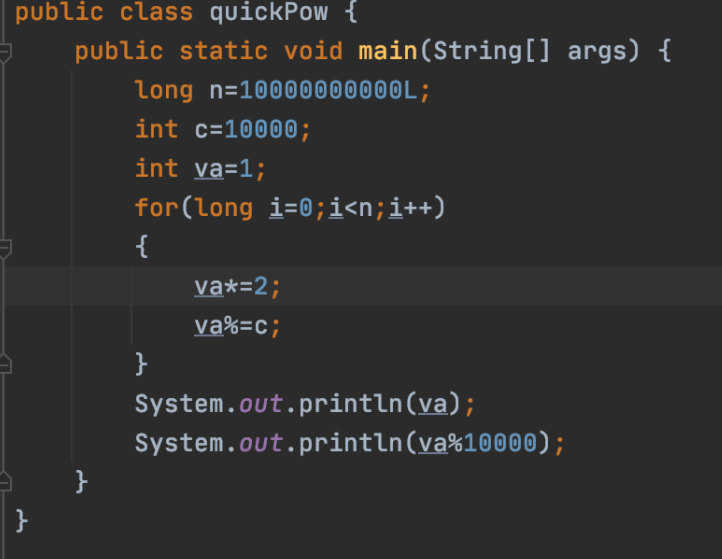 public class quickPow {
    public static void main(String[] args) {
        long n=10000000000L;
        int c=10000;
        int va=1;
        for(long i=0;i<n;i++)
        {
            va*=2;
            va%=c;
        }
        System.out.println(va);
        System.out.println(va%10000);
    }
}